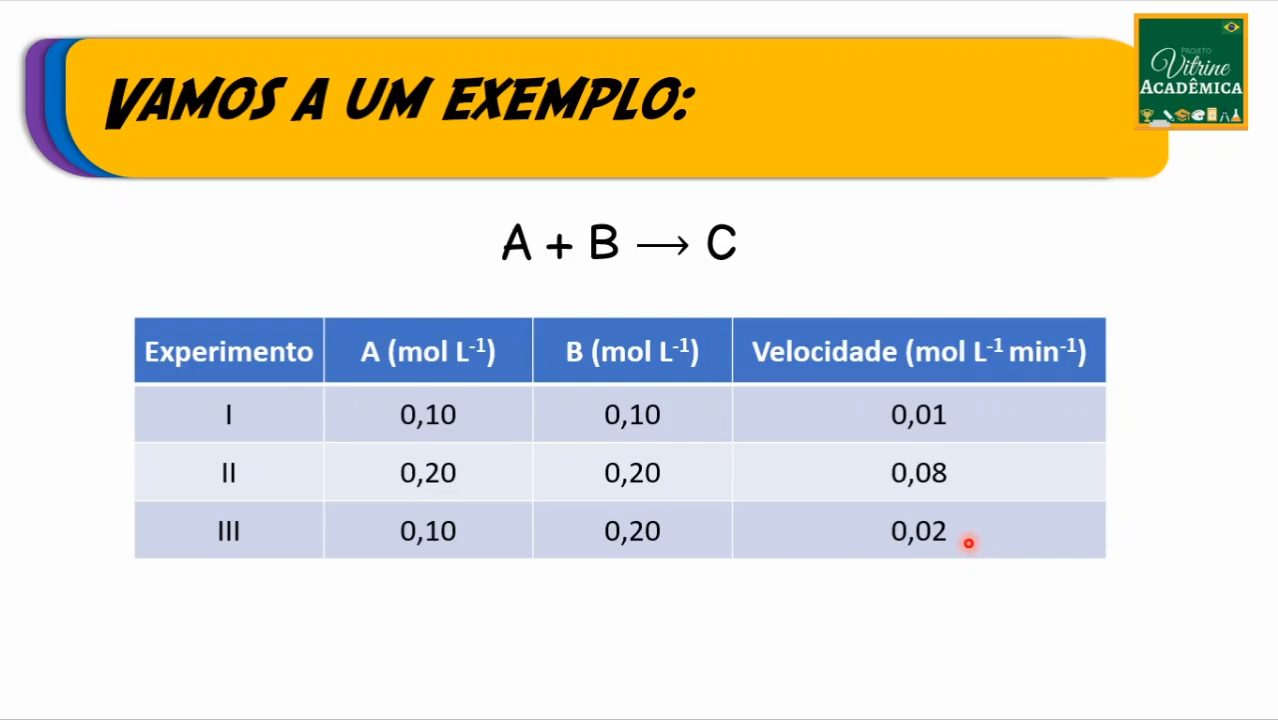 VAMOS A UM EXEMPLO:
PROJETO
Vitrine
ACADÊMICA
A + B ⟶ C
Experimento A (mol L⁻¹) B (mol L⁻¹) Velocidade (mol L⁻¹ min⁻¹)
I 0,10 0,10 0,01
II 0,20 0,20 0,08
III 0,10 0,20 0,02